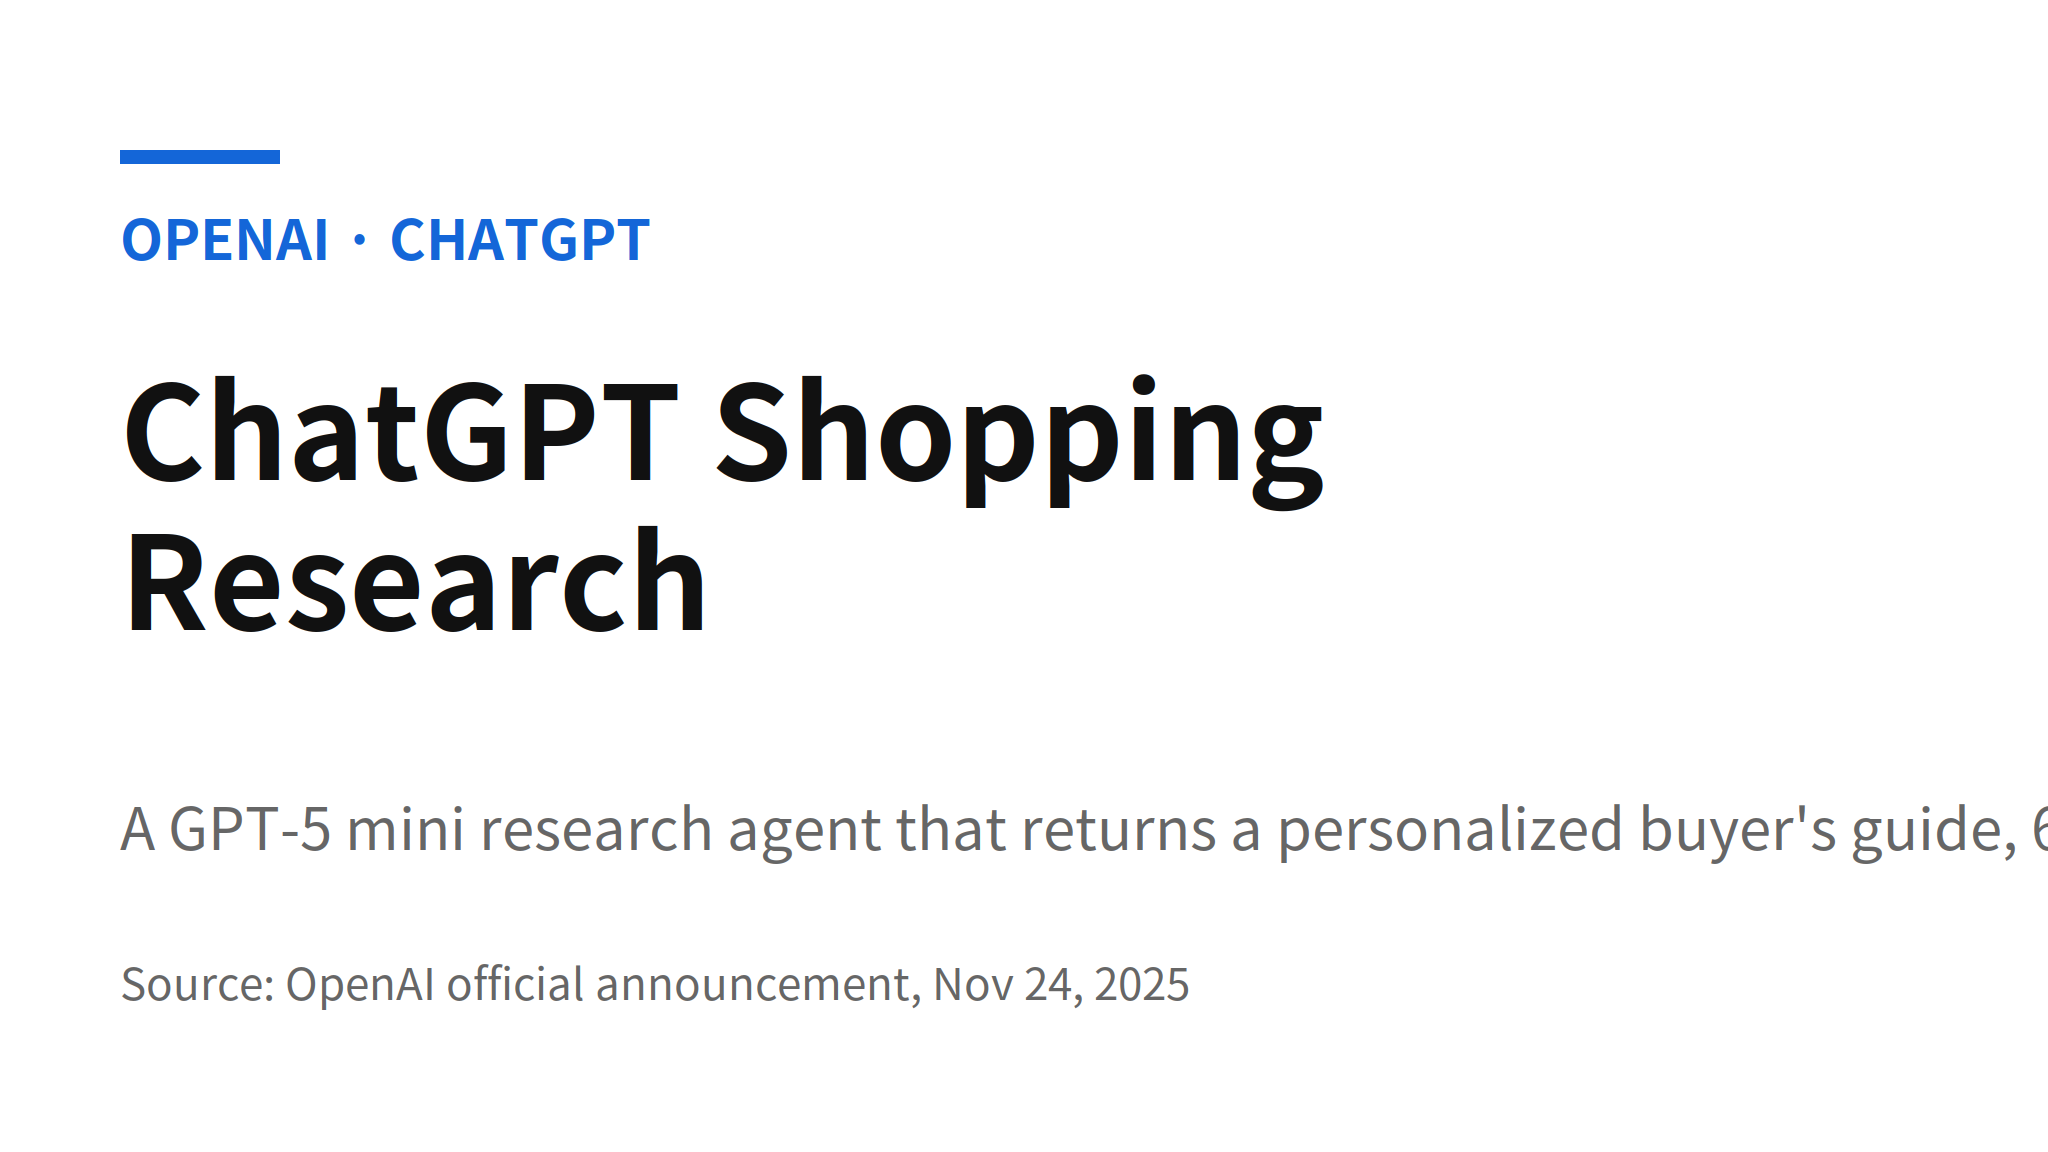 OPENAI · CHATGPT
ChatGPT Shopping
Research
A GPT-5 mini research agent that returns a personalized buyer's guide,
Source: OpenAI official announcement, Nov 24, 2025